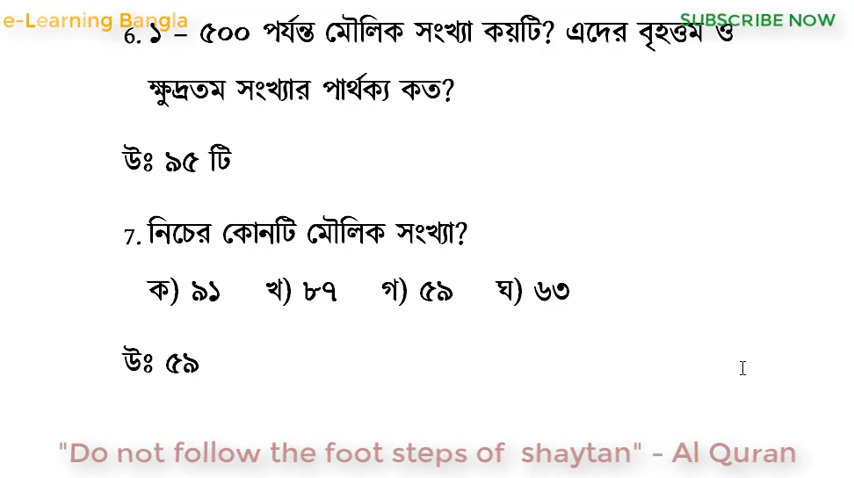 e-Learning Bangla
SUBSCRIBE NOW
6. ১ – ৫০০ পর্যন্ত মৌলিক সংখ্যা কয়টি? এদের বৃহত্তম ও
ক্ষুদ্রতম সংখ্যার পার্থক্য কত?
উঃ ৯৫ টি
7. নিচের কোনটি মৌলিক সংখ্যা?
ক) ৯১ খ) ৮৭ গ) ৫৯ ঘ) ৬৩
উঃ ৫৯
"Do not follow the foot steps of shaytan" - Al Quran